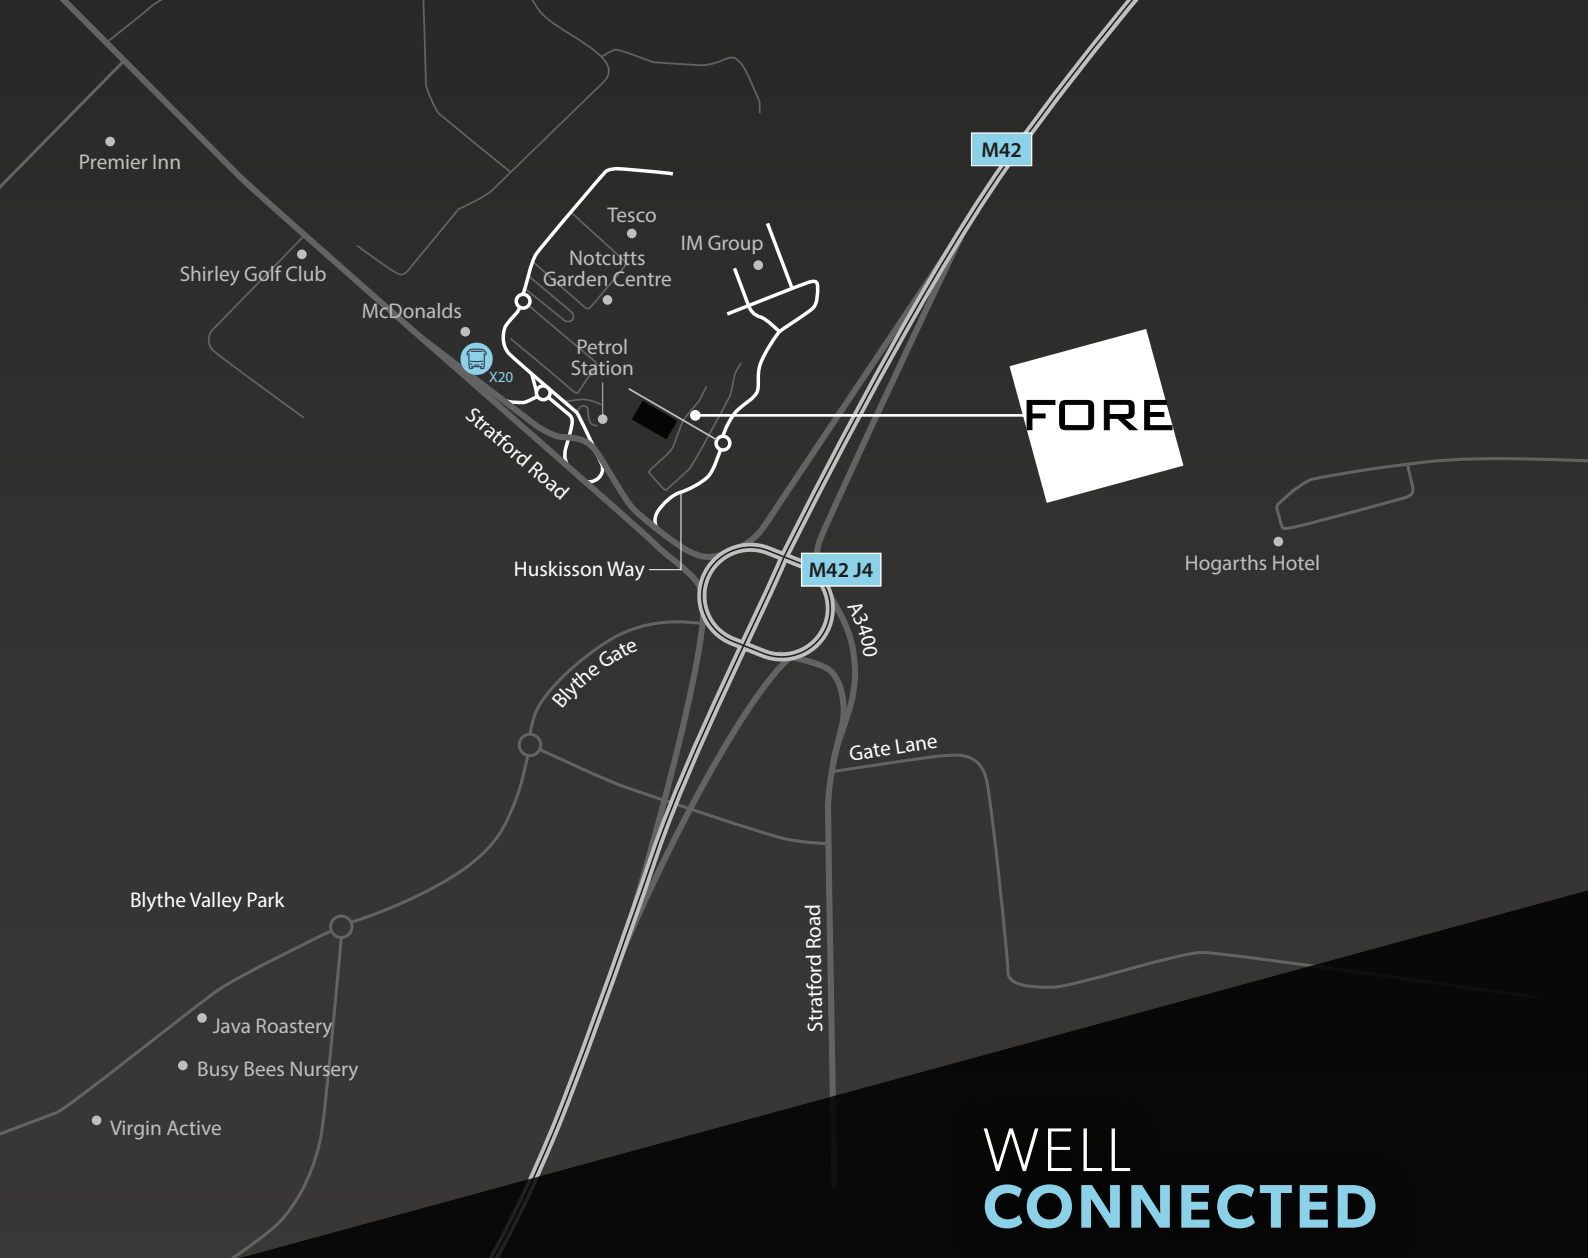 M42
Premier Inn
Tesco
IM Group
Notcutts
Garden Centre
Shirley Golf Club
McDonalds
Petrol
Station
X20
FORE
Stratford Road
Huskisson Way
M42 J4
Hogarths Hotel
A3400
Blythe Gate
Gate Lane
Blythe Valley Park
Stratford Road
Java Roastery
Busy Bees Nursery
Virgin Active
WELL
CONNECTED